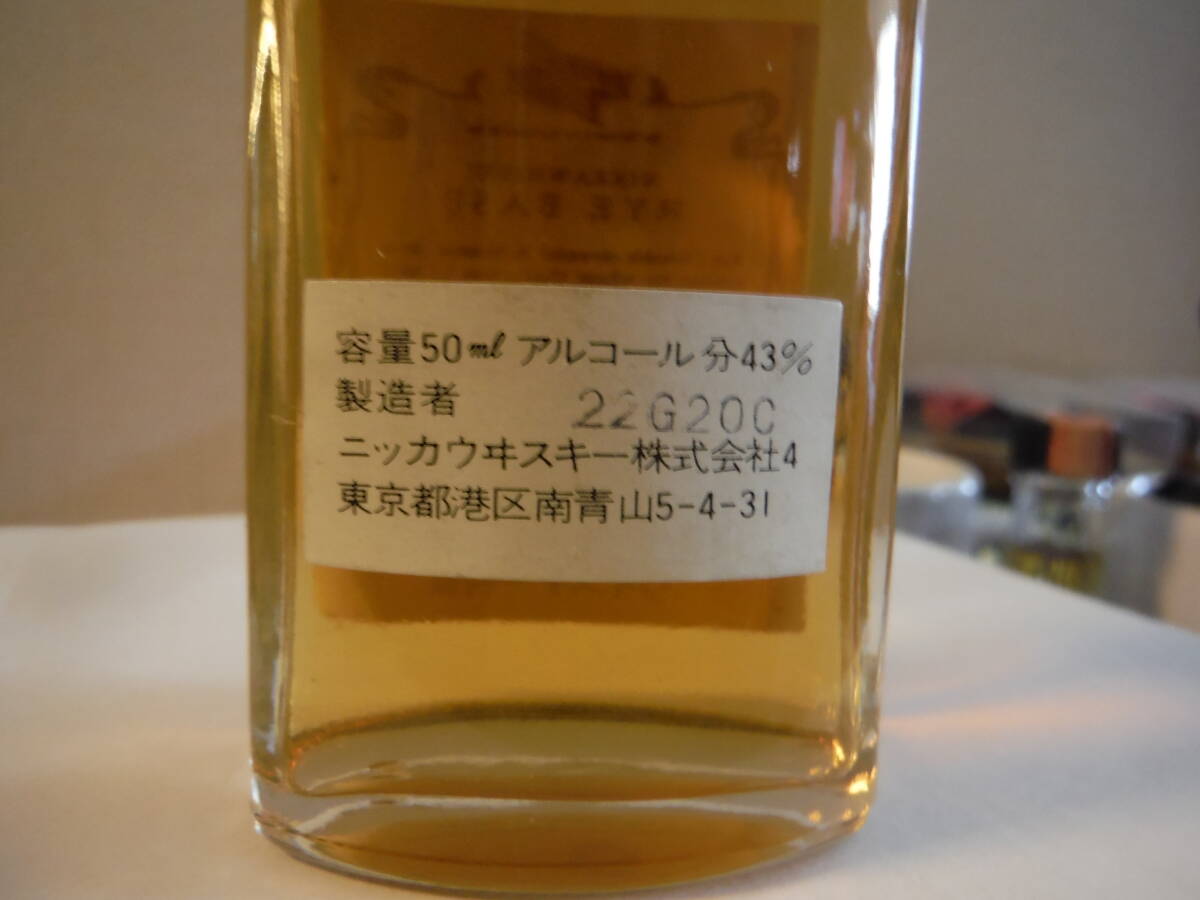 RYE BASE
容量50ml アルコール分43%
製造者 22G20C
ニッカウヰスキー株式会社4
東京都港区南青山5-4-31